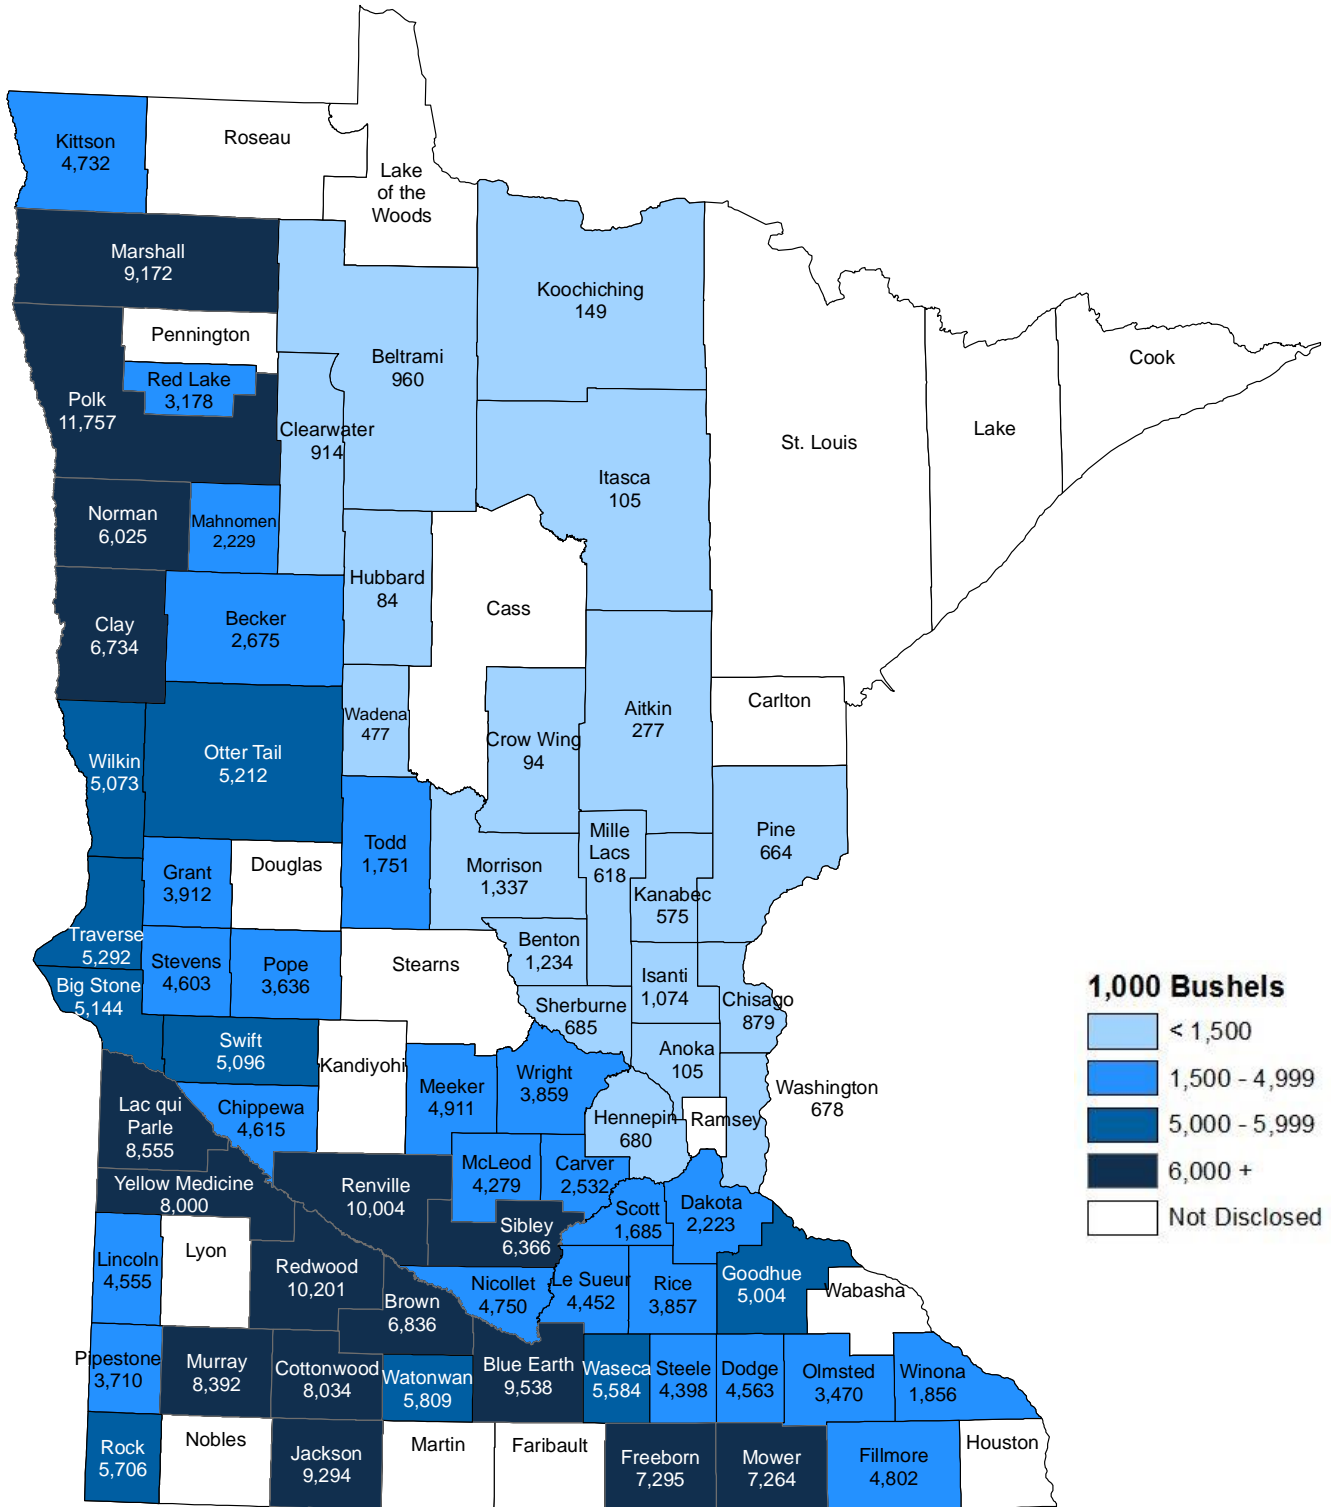 Kittson
4,732
Roseau
Lake
of the
Woods
Marshall
9,172
Koochiching
149
Pennington
Beltrami
960
Cook
Red Lake
3,178
Polk
11,757
Clearwater
914
Lake
St. Louis
Itasca
105
Norman
6,025
Mahnomen
2,229
Hubbard
84
Cass
Clay
6,734
Becker
2,675
Carlton
Aitkin
277
Wadena
477
Crow Wing
94
Otter Tail
5,212
Wilkin
5,073
Pine
664
Mille
Lacs
618
Todd
1,751
Douglas
Morrison
1,337
Grant
3,912
Kanabec
575
Traverse
5,292
Benton
1,234
Stevens
4,603
Pope
3,636
Stearns
Isanti
1,074
Big Stone
5,144
Chisago
879
Sherburne
685
1,000 Bushels
< 1,500
1,500 - 4,999
5,000 - 5,999
6,000 +
Not Disclosed
Swift
5,096
Anoka
105
Kandiyohi
Wright
3,859
Meeker
4,911
Washington
678
Lac qui
Parle
8,555
Chippewa
4,615
Hennepin
680
Ramsey
McLeod
4,279
Carver
2,532
Yellow Medicine
8,000
Renville
10,004
Dakota
2,223
Scott
1,685
Sibley
6,366
Lyon
Lincoln
4,555
Redwood
10,201
Goodhue
5,004
Nicollet
4,750
Le Sueur
4,452
Rice
3,857
Wabasha
Brown
6,836
Pipestone
3,710
Murray
8,392
Cottonwood
8,034
Watonwan
5,809
Blue Earth
9,538
Waseca
5,584
Steele
4,398
Dodge
4,563
Olmsted
3,470
Winona
1,856
Rock
5,706
Nobles
Jackson
9,294
Martin
Faribault
Freeborn
7,295
Mower
7,264
Fillmore
4,802
Houston